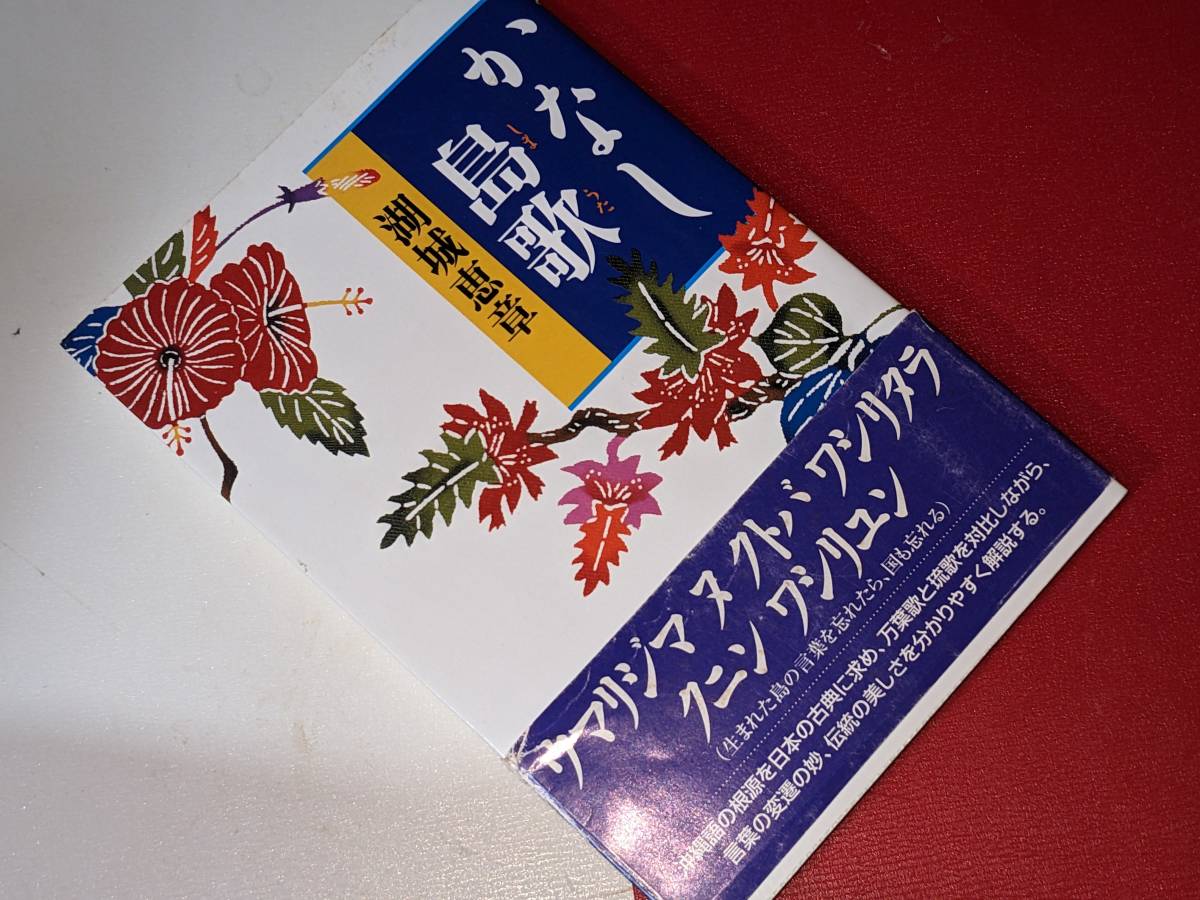 かなし
島歌
しま
うた
湖城恵章
ウマリジマ ヌ クトバ ワシリタラ
クニン ワシリユン
(生まれた島の言葉を忘れたら、国も忘れる)
沖縄語の根源を日本の古典に求め、万葉歌と琉歌を対比しながら、
言葉の変遷の妙、伝統の美しさを分かりやすく解説する。